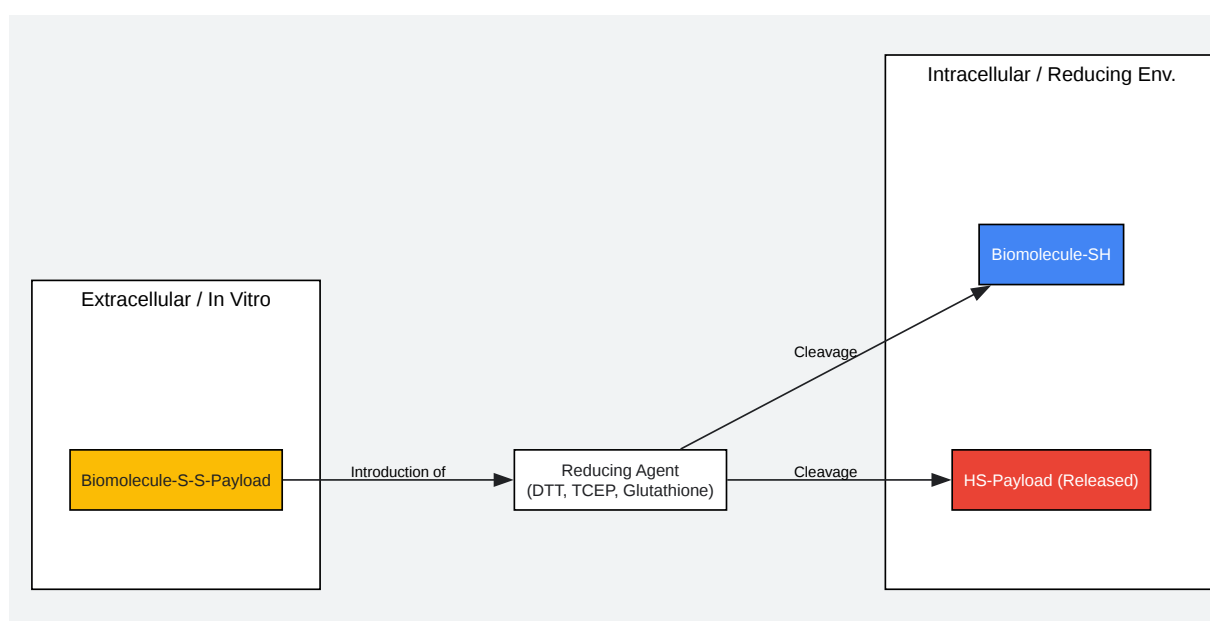 Intracellular / Reducing Env.
Biomolecule-SH
Extracellular / In Vitro
Cleavage
Biomolecule-S-S-Payload
Introduction of
Reducing Agent
(DTT, TCEP, Glutathione)
Cleavage
HS-Payload (Released)